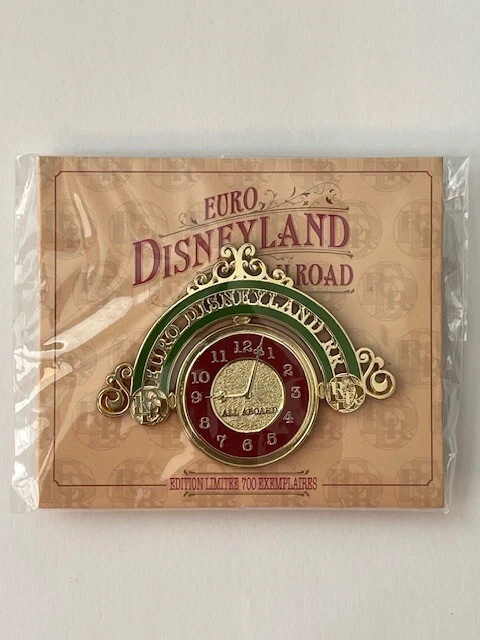 EURO
DISNEYLAND
ROAD
EURO DISNEYLAND RR
12
1
2
3
4
5
6
7
8
9
10
11
ALL ABOARD
EDITION LIMITEE 700 EXEMPLAIRES